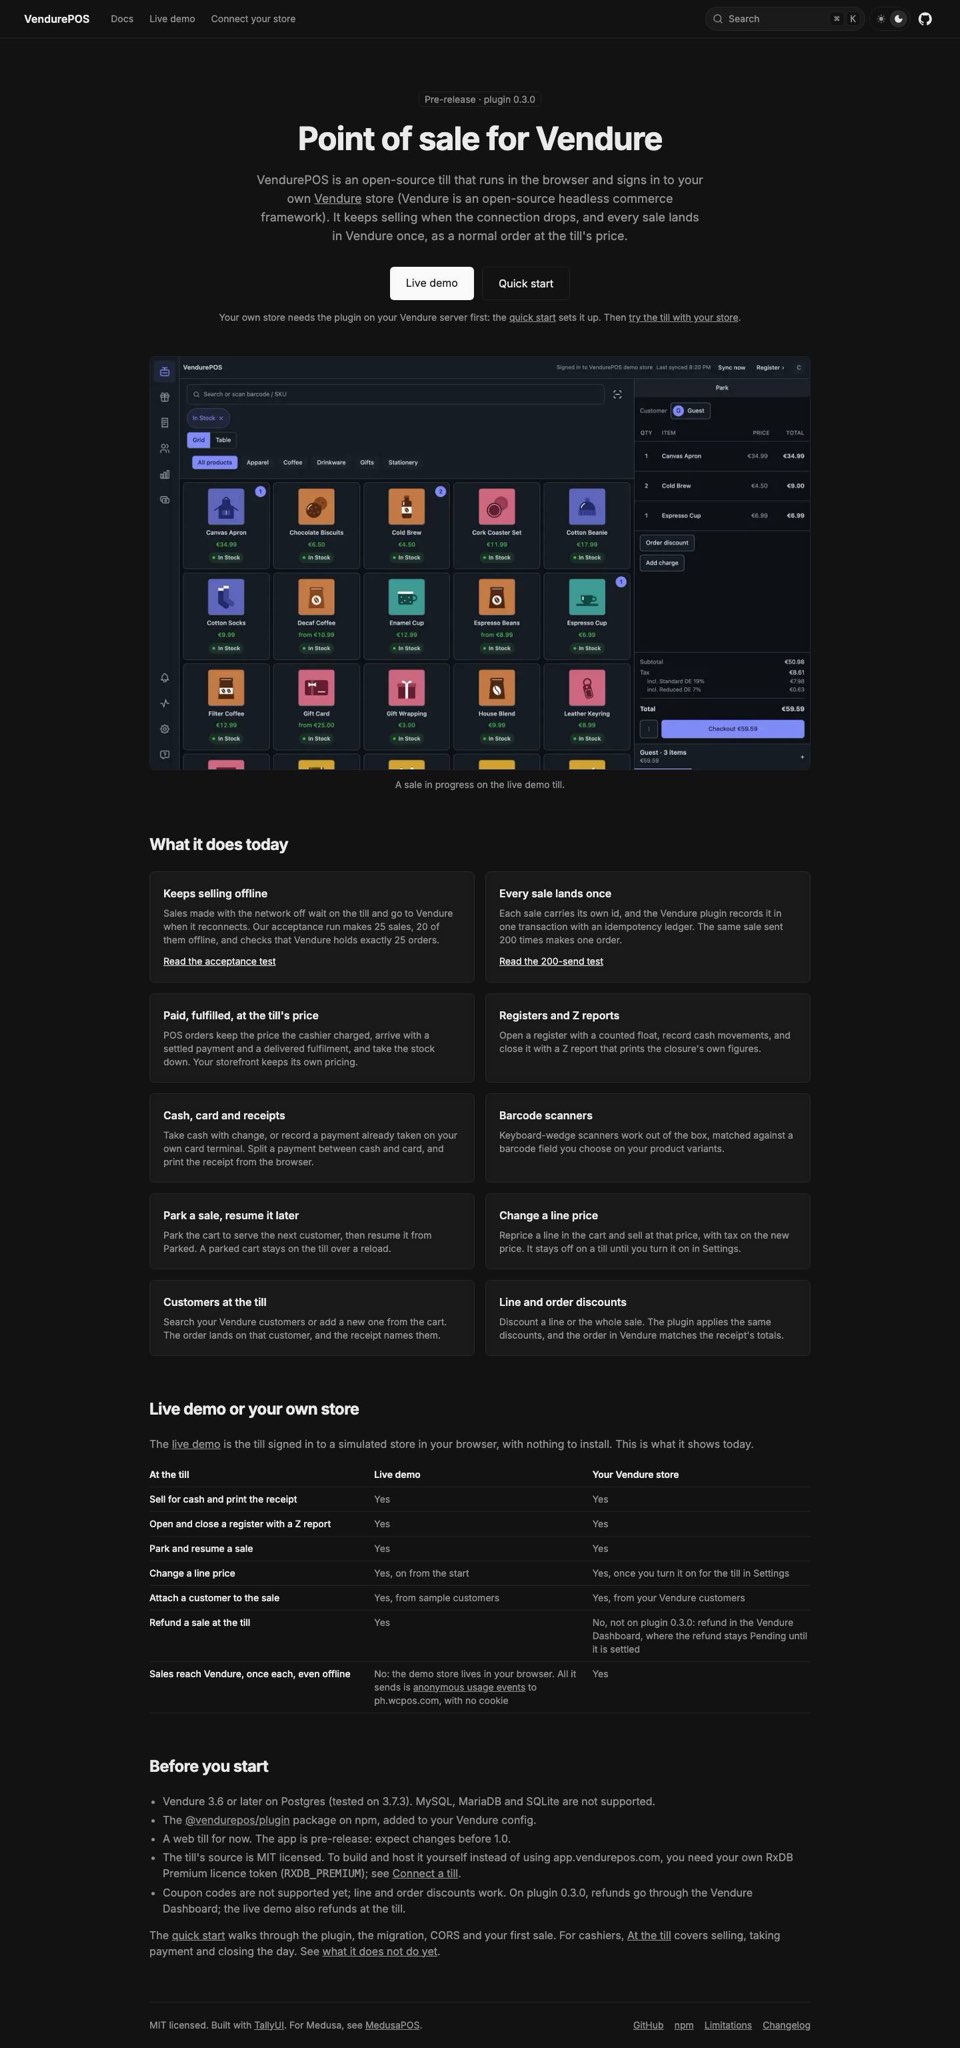 VendurePOS
Docs
Live demo
Connect your store
Search
⌘ K
Pre-release · plugin 0.3.0
Point of sale for Vendure
VendurePOS is an open-source till that runs in the browser and signs in to your
own Vendure store (Vendure is an open-source headless commerce
framework). It keeps selling when the connection drops, and every sale lands
in Vendure once, as a normal order at the till's price.
Live demo
Quick start
Your own store needs the plugin on your Vendure server first: the quick start sets it up. Then try the till with your store.
VendurePOS
Signed in to VendurePOS demo store Last synced 8:20 PM
Sync now
Register ›
C
Search or scan barcode / SKU
In Stock ×
Grid
Table
All products
Apparel
Coffee
Drinkware
Gifts
Stationery
1
Canvas Apron
€34.99
In Stock
Chocolate Biscuits
€6.50
In Stock
2
Cold Brew
€4.50
In Stock
Cork Coaster Set
€11.99
In Stock
Cotton Beanie
€17.99
In Stock
Cotton Socks
€9.99
In Stock
Decaf Coffee
from €10.99
In Stock
Enamel Cup
€12.99
In Stock
Espresso Beans
from €8.99
In Stock
1
Espresso Cup
€6.99
In Stock
Filter Coffee
€12.99
In Stock
Gift Card
from €25.00
In Stock
Gift Wrapping
€3.00
In Stock
House Blend
€9.99
In Stock
Leather Keyring
€8.99
In Stock
Park
Customer G Guest
QTY ITEM PRICE TOTAL
1 Canvas Apron €34.99 €34.99
2 Cold Brew €4.50 €9.00
1 Espresso Cup €6.99 €6.99
Order discount
Add charge
Subtotal €50.98
Tax €8.61
incl. Standard DE 19% €7.98
incl. Reduced DE 7% €0.63
Total €59.59
Checkout €59.59
Guest · 3 items
€59.59
+
A sale in progress on the live demo till.
What it does today
Keeps selling offline
Sales made with the network off wait on the till and go to Vendure
when it reconnects. Our acceptance run makes 25 sales, 20 of
them offline, and checks that Vendure holds exactly 25 orders.
Read the acceptance test
Every sale lands once
Each sale carries its own id, and the Vendure plugin records it in
one transaction with an idempotency ledger. The same sale sent
200 times makes one order.
Read the 200-send test
Paid, fulfilled, at the till's price
POS orders keep the price the cashier charged, arrive with a
settled payment and a delivered fulfilment, and take the stock
down. Your storefront keeps its own pricing.
Registers and Z reports
Open a register with a counted float, record cash movements, and
close it with a Z report that prints the closure's own figures.
Cash, card and receipts
Take cash with change, or record a payment already taken on your
own card terminal. Split a payment between cash and card, and
print the receipt from the browser.
Barcode scanners
Keyboard-wedge scanners work out of the box, matched against a
barcode field you choose on your product variants.
Park a sale, resume it later
Park the cart to serve the next customer, then resume it from
Parked. A parked cart stays on the till over a reload.
Change a line price
Reprice a line in the cart and sell at that price, with tax on the new
price. It stays off on a till until you turn it on in Settings.
Customers at the till
Search your Vendure customers or add a new one from the cart.
The order lands on that customer, and the receipt names them.
Line and order discounts
Discount a line or the whole sale. The plugin applies the same
discounts, and the order in Vendure matches the receipt's totals.
Live demo or your own store
The live demo is the till signed in to a simulated store in your browser, with nothing to install. This is what it shows today.
At the till Live demo Your Vendure store
Sell for cash and print the receipt Yes Yes
Open and close a register with a Z report Yes Yes
Park and resume a sale Yes Yes
Change a line price Yes, on from the start Yes, once you turn it on for the till in Settings
Attach a customer to the sale Yes, from sample customers Yes, from your Vendure customers
Refund a sale at the till Yes No, not on plugin 0.3.0: refund in the Vendure
Dashboard, where the refund stays Pending until
it is settled
Sales reach Vendure, once each, even offline No: the demo store lives in your browser. All it Yes
sends is anonymous usage events to
ph.wcpos.com, with no cookie
Before you start
• Vendure 3.6 or later on Postgres (tested on 3.7.3). MySQL, MariaDB and SQLite are not supported.
• The @vendurepos/plugin package on npm, added to your Vendure config.
• A web till for now. The app is pre-release: expect changes before 1.0.
• The till's source is MIT licensed. To build and host it yourself instead of using app.vendurepos.com, you need your own RxDB
Premium licence token (RXDB_PREMIUM); see Connect a till.
• Coupon codes are not supported yet; line and order discounts work. On plugin 0.3.0, refunds go through the Vendure
Dashboard; the live demo also refunds at the till.
The quick start walks through the plugin, the migration, CORS and your first sale. For cashiers, At the till covers selling, taking
payment and closing the day. See what it does not do yet.
MIT licensed. Built with TallyUI. For Medusa, see MedusaPOS.
GitHub
npm
Limitations
Changelog